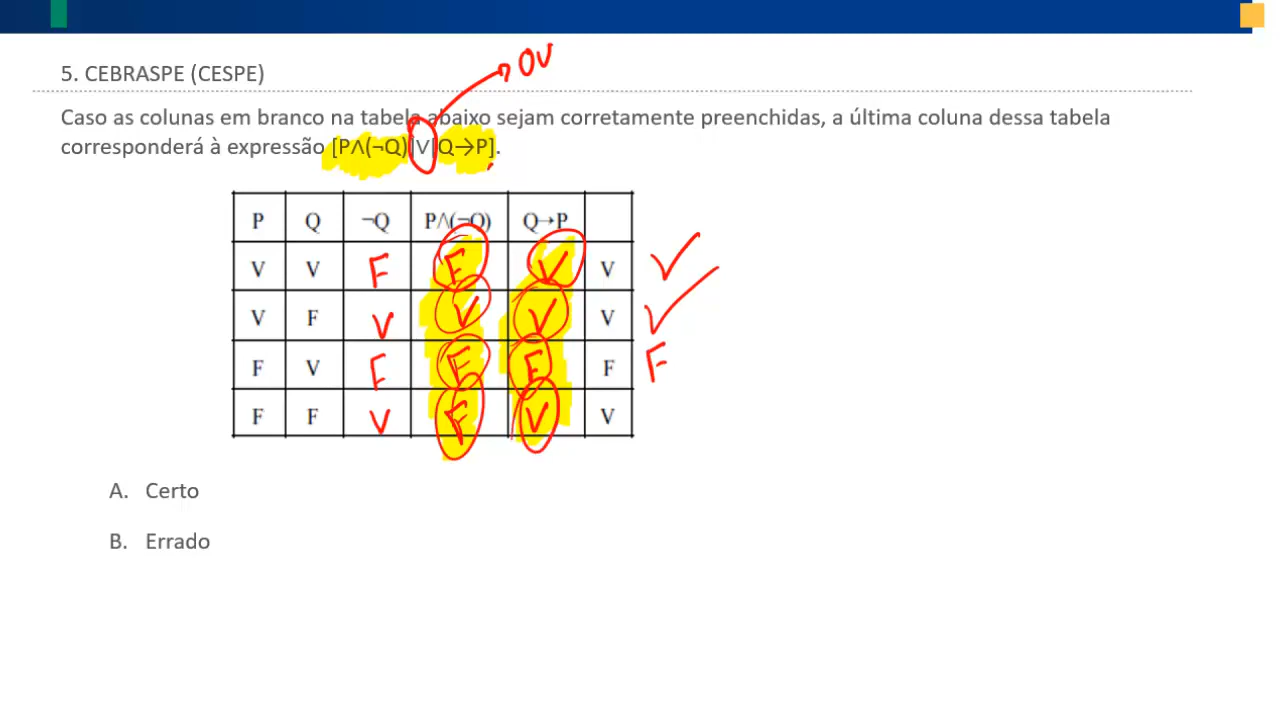 OU
5. CEBRASPE (CESPE)
Caso as colunas em branco na tabela abaixo sejam corretamente preenchidas, a última coluna dessa tabela
corresponderá à expressão [P∧(¬Q)]∨[Q→P].
P Q ¬Q P∧(¬Q) Q→P
V V F F V V V
V F V V V V V
F V F F F F F
F F V F V V
A. Certo
B. Errado